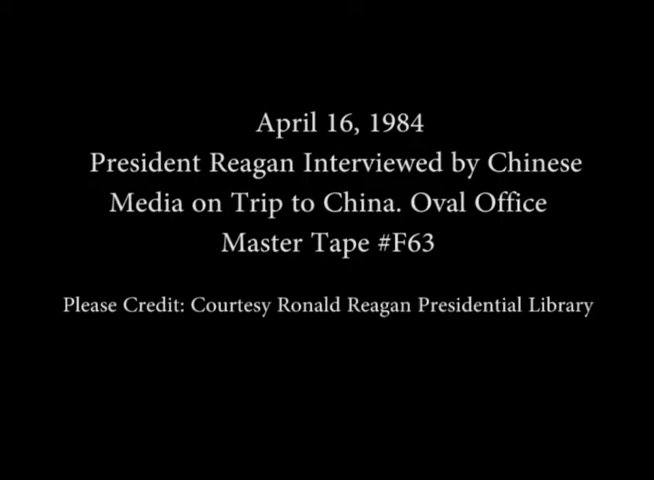 April 16, 1984
President Reagan Interviewed by Chinese
Media on Trip to China. Oval Office
Master Tape #F63
Please Credit: Courtesy Ronald Reagan Presidential Library